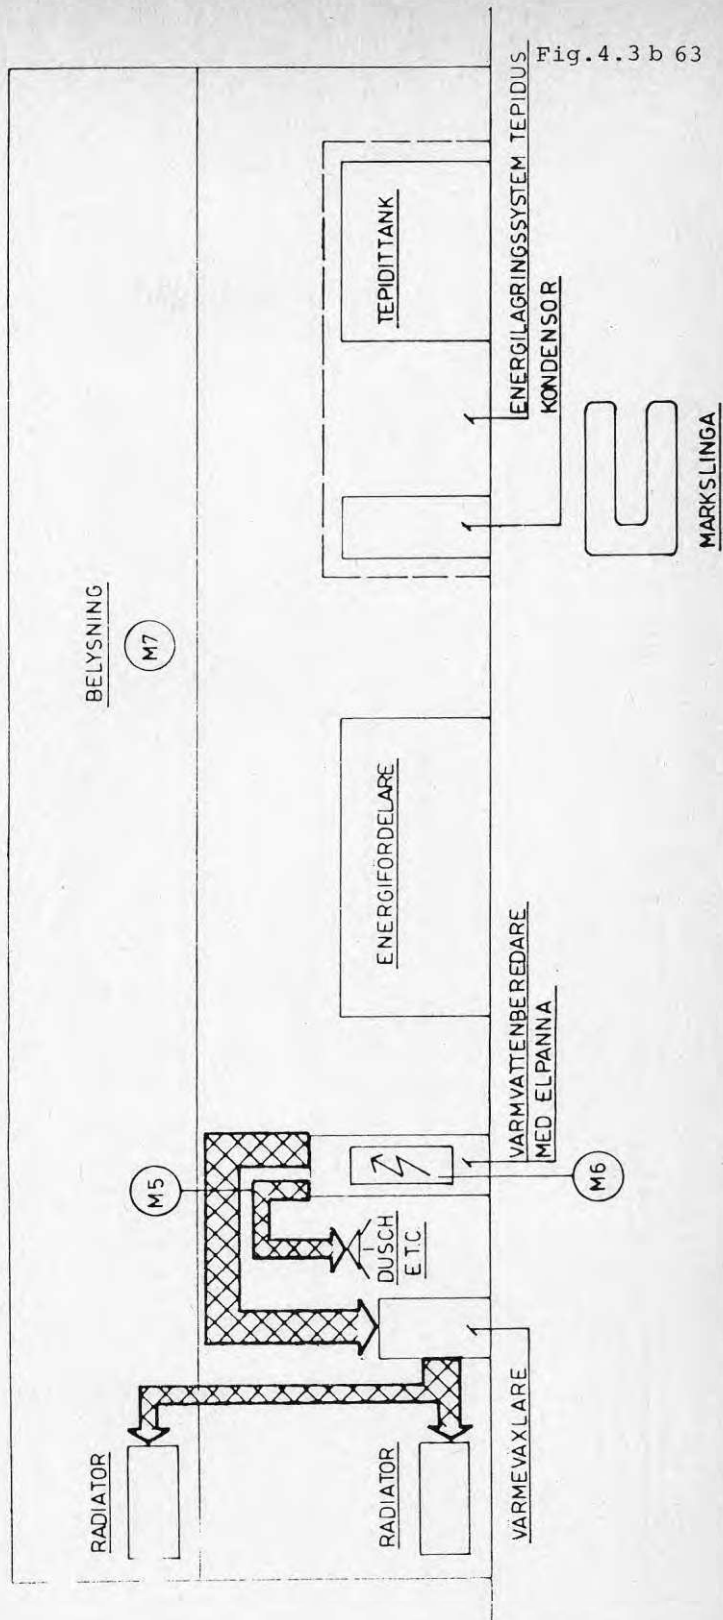 Fig.4.3 b 63
BELYSNING
M7
RADIATOR
M5
DUSCH
E.T.C.
RADIATOR
ENERGIFÖRDELARE
TEPIDITTANK
M6
VÄRMEVÄXLARE
VARMVATTENBEREDARE
MED ELPANNA
ENERGILAGRINGSSYSTEM TEPIDUS
KONDENSOR
MARKSLINGA